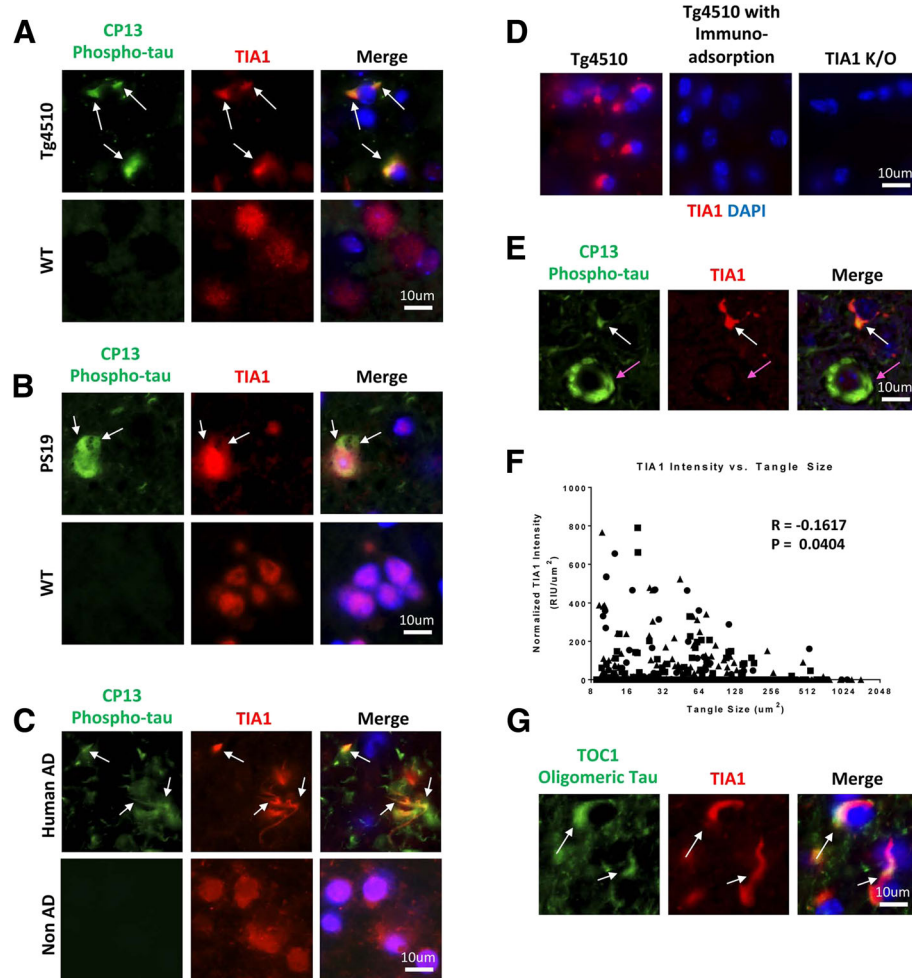 A
CP13
Phospho-tau
TIA1
Merge
Tg4510
WT
10um
B
CP13
Phospho-tau
TIA1
Merge
PS19
WT
10um
C
CP13
Phospho-tau
TIA1
Merge
Human AD
Non AD
10um
D
Tg4510
Tg4510 with
Immuno-
adsorption
TIA1 K/O
10um
TIA1 DAPI
E
CP13
Phospho-tau
TIA1
Merge
10um
F
TIA1 Intensity vs. Tangle Size
R = -0.1617
P = 0.0404
Normalized TIA1 Intensity
(RIU/um²)
1000
800
600
400
200
0
8 16 32 64 128 256 512 1024 2048
Tangle Size (um²)
G
TOC1
Oligomeric Tau
TIA1
Merge
10um